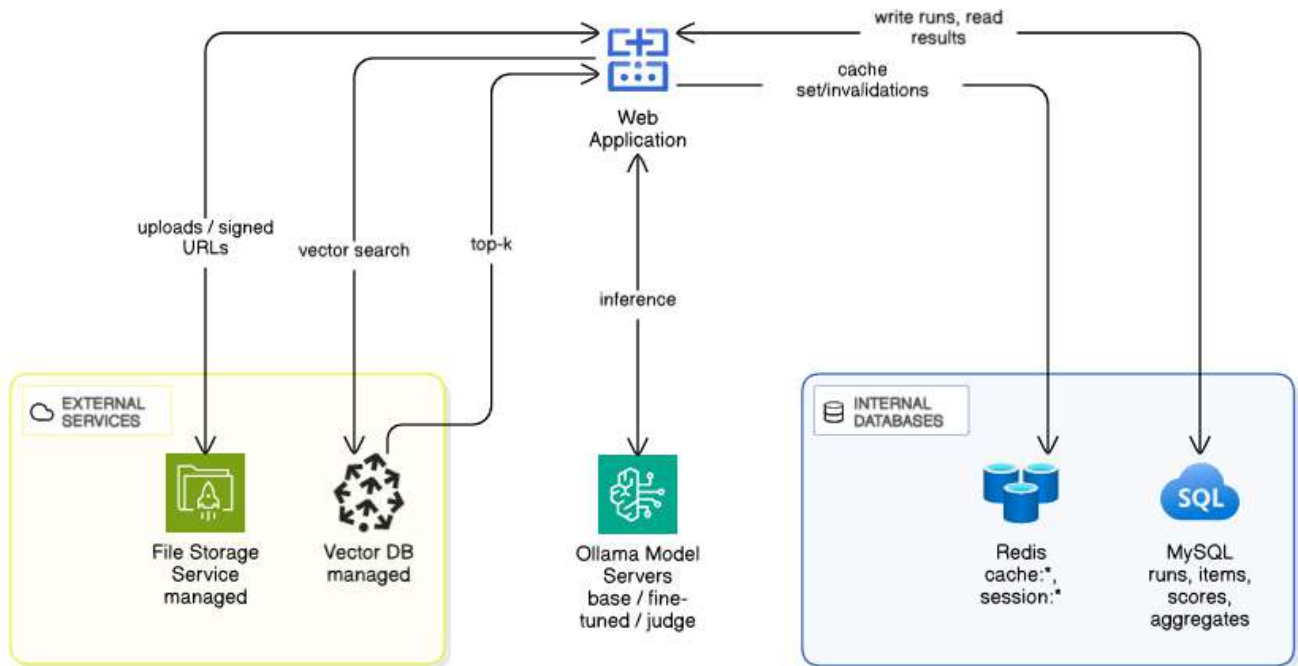 write runs, read
results
cache
set/invalidations
Web
Application
uploads / signed
URLs
vector search
top-k
inference
EXTERNAL
SERVICES
INTERNAL
DATABASES
SQL
File Storage
Service
managed
Vector DB
managed
Ollama Model
Servers
base / fine-
tuned / judge
Redis
cache:*,
session:*
MySQL
runs, items,
scores,
aggregates